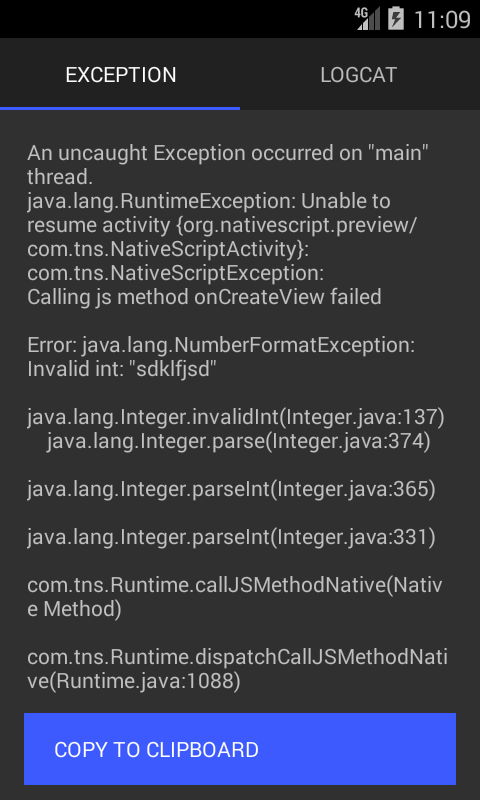 4G 11:09
EXCEPTION LOGCAT
An uncaught Exception occurred on "main"
thread.
java.lang.RuntimeException: Unable to
resume activity {org.nativescript.preview/
com.tns.NativeScriptActivity}:
com.tns.NativeScriptException:
Calling js method onCreateView failed
Error: java.lang.NumberFormatException:
Invalid int: "sdklfjsd"
java.lang.Integer.invalidInt(Integer.java:137)
java.lang.Integer.parse(Integer.java:374)
java.lang.Integer.parseInt(Integer.java:365)
java.lang.Integer.parseInt(Integer.java:331)
com.tns.Runtime.callJSMethodNative(Nativ
e Method)
com.tns.Runtime.dispatchCallJSMethodNati
ve(Runtime.java:1088)
COPY TO CLIPBOARD